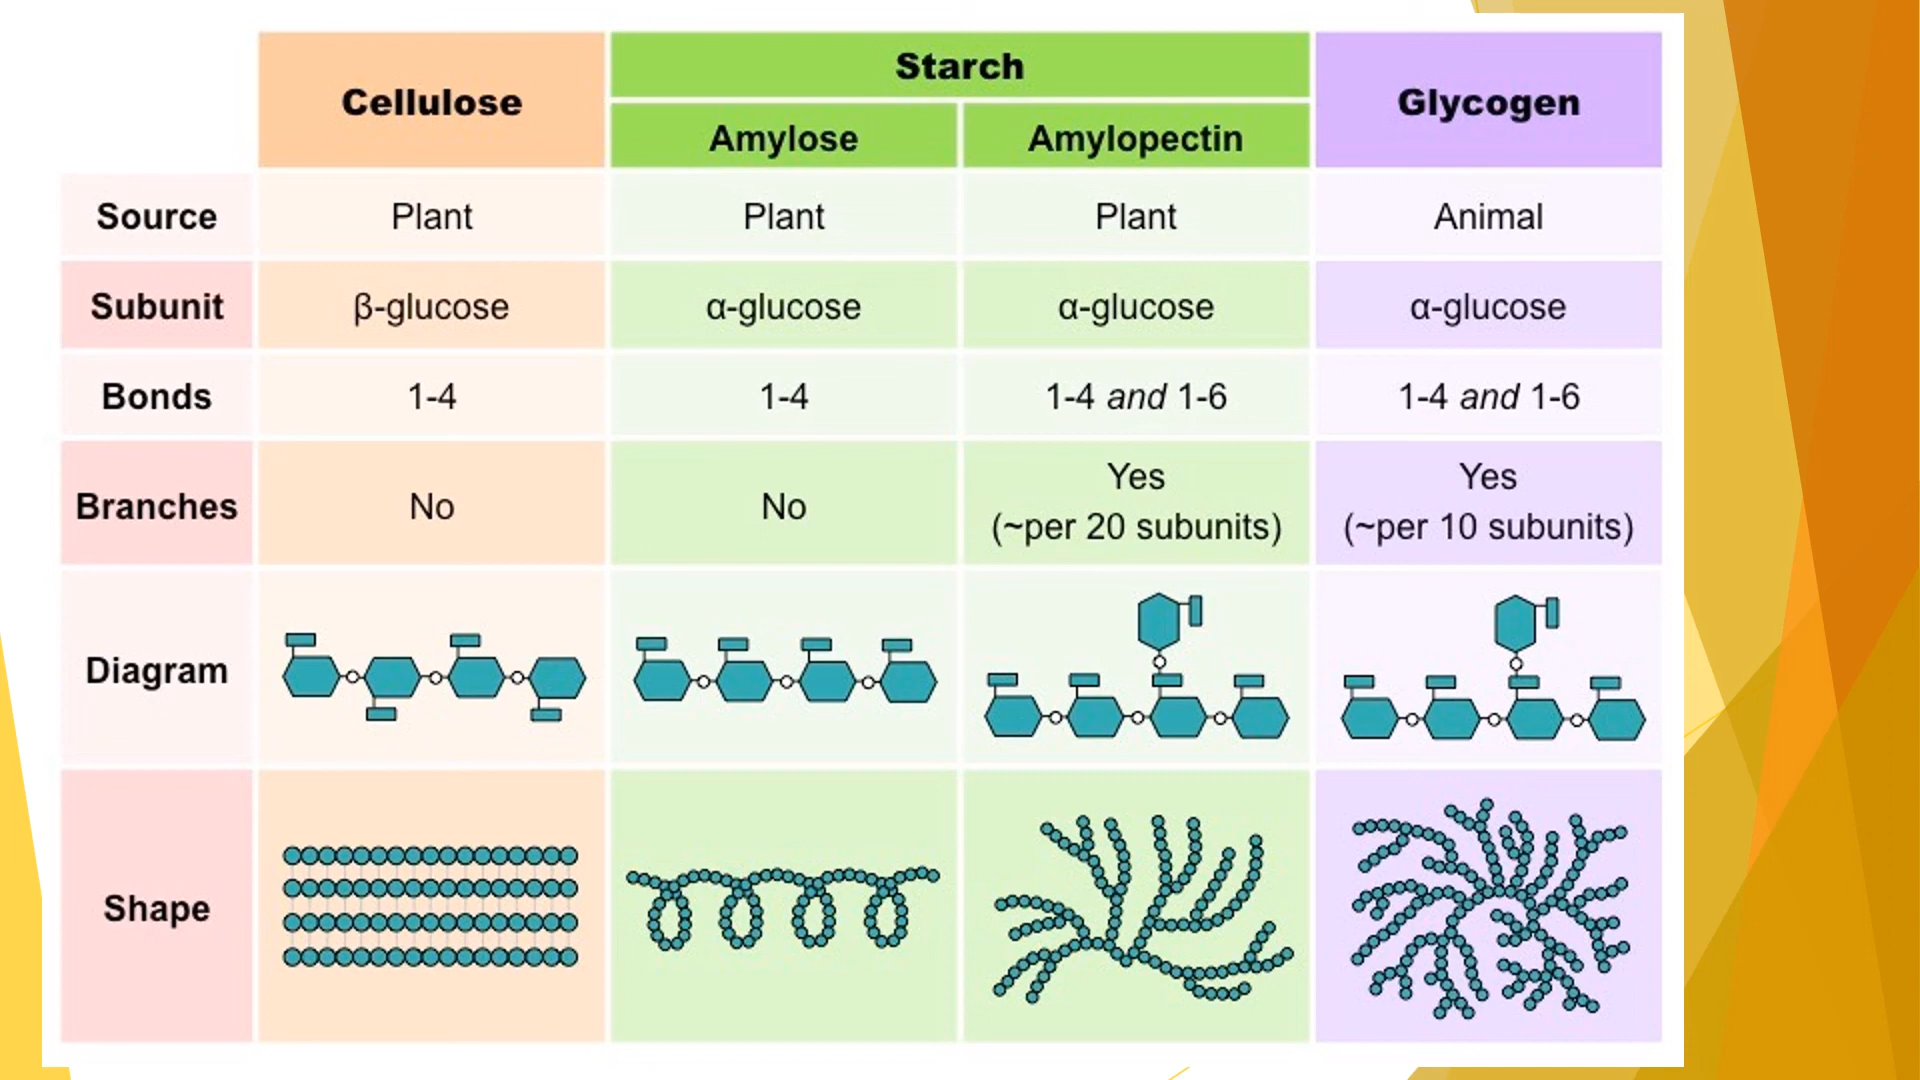 Cellulose
Starch
Glycogen
Amylose
Amylopectin
Source
Plant
Plant
Plant
Animal
Subunit
β-glucose
α-glucose
α-glucose
α-glucose
Bonds
1-4
1-4
1-4 and 1-6
1-4 and 1-6
Branches
No
No
Yes
(~per 20 subunits)
Yes
(~per 10 subunits)
Diagram
Shape